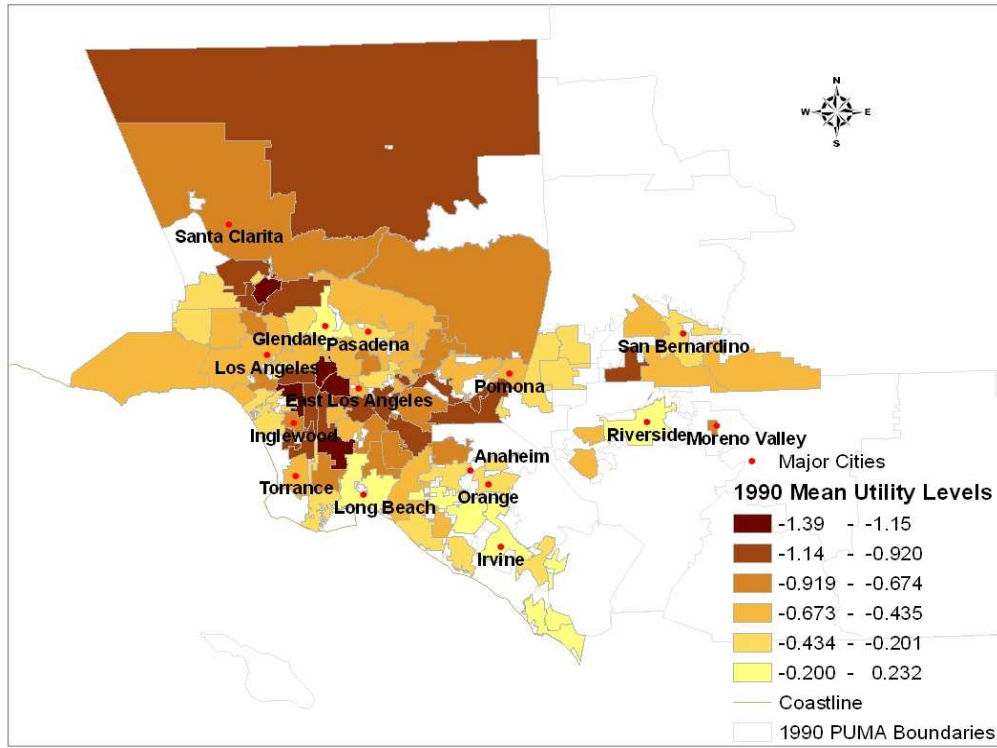 N
W E
S
Santa Clarita
Glendale
Pasadena
San Bernardino
Los Angeles
Pomona
East Los Angeles
Inglewood
Riverside
Moreno Valley
Anaheim
Torrance
Orange
Long Beach
Irvine
Major Cities
1990 Mean Utility Levels
-1.39 - -1.15
-1.14 - -0.920
-0.919 - -0.674
-0.673 - -0.435
-0.434 - -0.201
-0.200 - 0.232
Coastline
1990 PUMA Boundaries